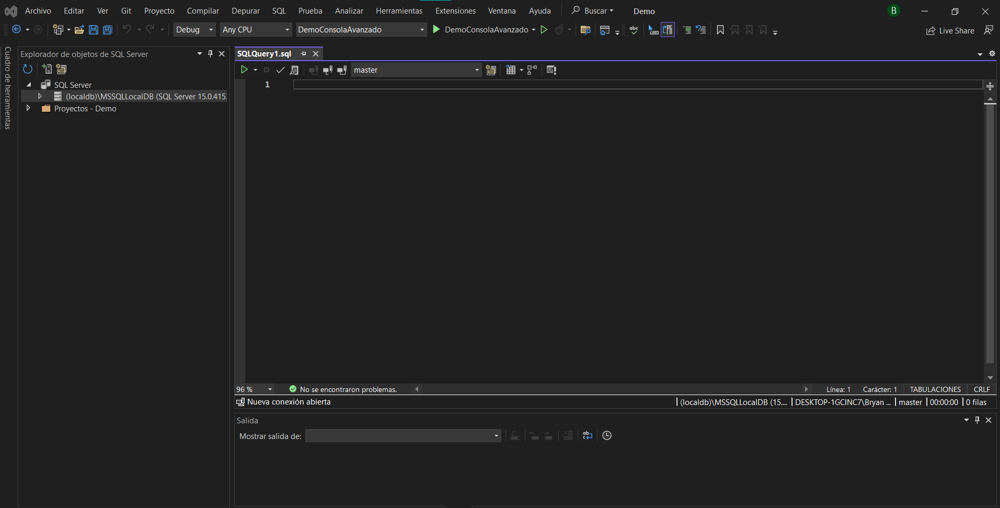 Archivo Editar Ver Git Proyecto Compilar Depurar SQL Prueba Analizar Herramientas Extensiones Ventana Ayuda Buscar Demo B
Debug Any CPU DemoConsolaAvanzado DemoConsolaAvanzado abc Live Share
Cuadro de herramientas
Explorador de objetos de SQL Server
SQL Server
(localdb)\MSSQLLocalDB (SQL Server 15.0.415
Proyectos - Demo
SQLQuery1.sql
master
1
96 % No se encontraron problemas. Línea: 1 Carácter: 1 TABULACIONES CRLF
Nueva conexión abierta (localdb)\MSSQLLocalDB (15.... DESKTOP-1GCINC7\Bryan ... master 00:00:00 0 filas
Salida
Mostrar salida de: